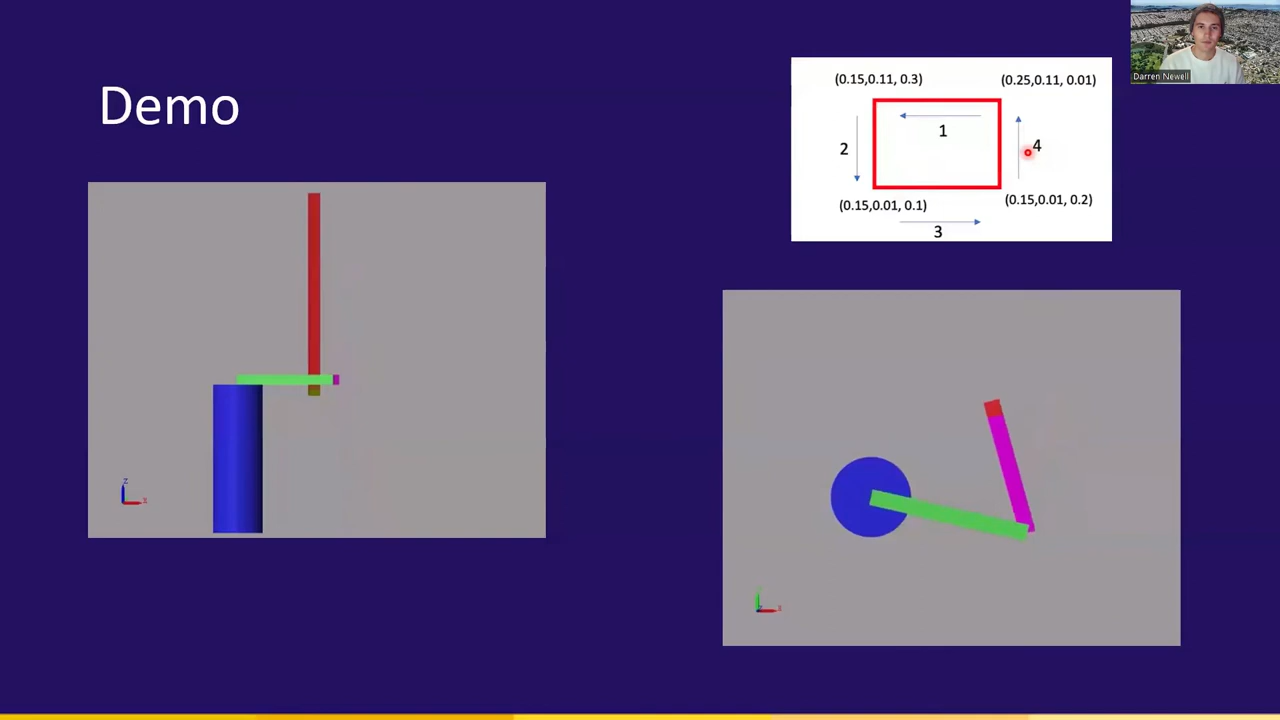 Demo
(0.15,0.11, 0.3)
(0.25,0.11, 0.01)
1
2
4
(0.15,0.01, 0.1)
(0.15,0.01, 0.2)
3
Darren Newell
Z
X